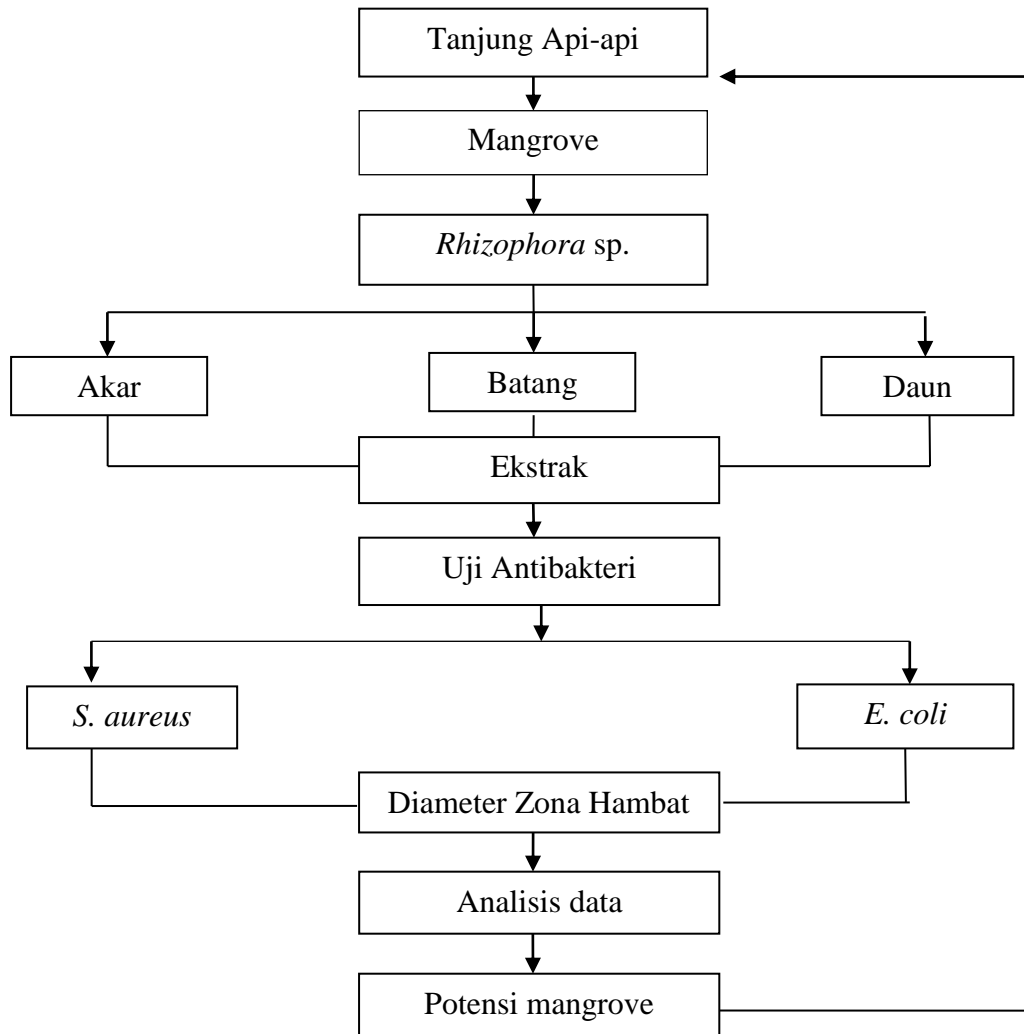 Tanjung Api-api
Mangrove
Rhizophora sp.
Akar
Batang
Daun
Ekstrak
Uji Antibakteri
S. aureus
E. coli
Diameter Zona Hambat
Analisis data
Potensi mangrove